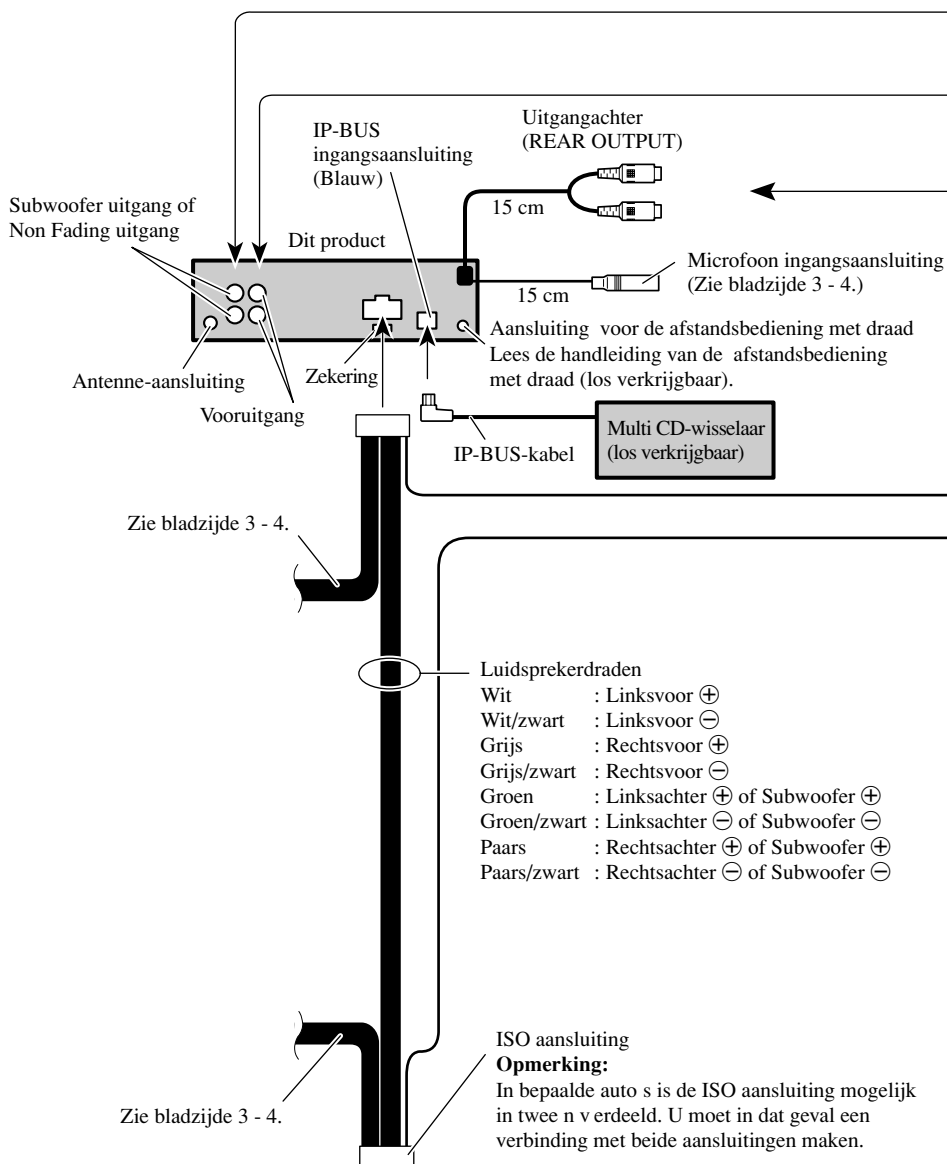 Uitgangachter
(REAR OUTPUT)
IP-BUS
ingangsaansluiting
(Blauw)
15 cm
Subwoofer uitgang of
Non Fading uitgang
Dit product
Microfoon ingangsaansluiting
(Zie bladzijde 3 - 4.)
15 cm
Aansluiting voor de afstandsbediening met draad
Lees de handleiding van de afstandsbediening
met draad (los verkrijgbaar).
Antenne-aansluiting
Zekering
Vooruitgang
Multi CD-wisselaar
(los verkrijgbaar)
IP-BUS-kabel
Zie bladzijde 3 - 4.
Luidsprekerdraden
Wit : Linksvoor ⊕
Wit/zwart : Linksvoor ⊖
Grijs : Rechtsvoor ⊕
Grijs/zwart : Rechtsvoor ⊖
Groen : Linksachter ⊕ of Subwoofer ⊕
Groen/zwart : Linksachter ⊖ of Subwoofer ⊖
Paars : Rechtsachter ⊕ of Subwoofer ⊕
Paars/zwart : Rechtsachter ⊖ of Subwoofer ⊖
ISO aansluiting
Opmerking:
In bepaalde auto s is de ISO aansluiting mogelijk
in twee n v erdeeld. U moet in dat geval een
verbinding met beide aansluitingen maken.
Zie bladzijde 3 - 4.